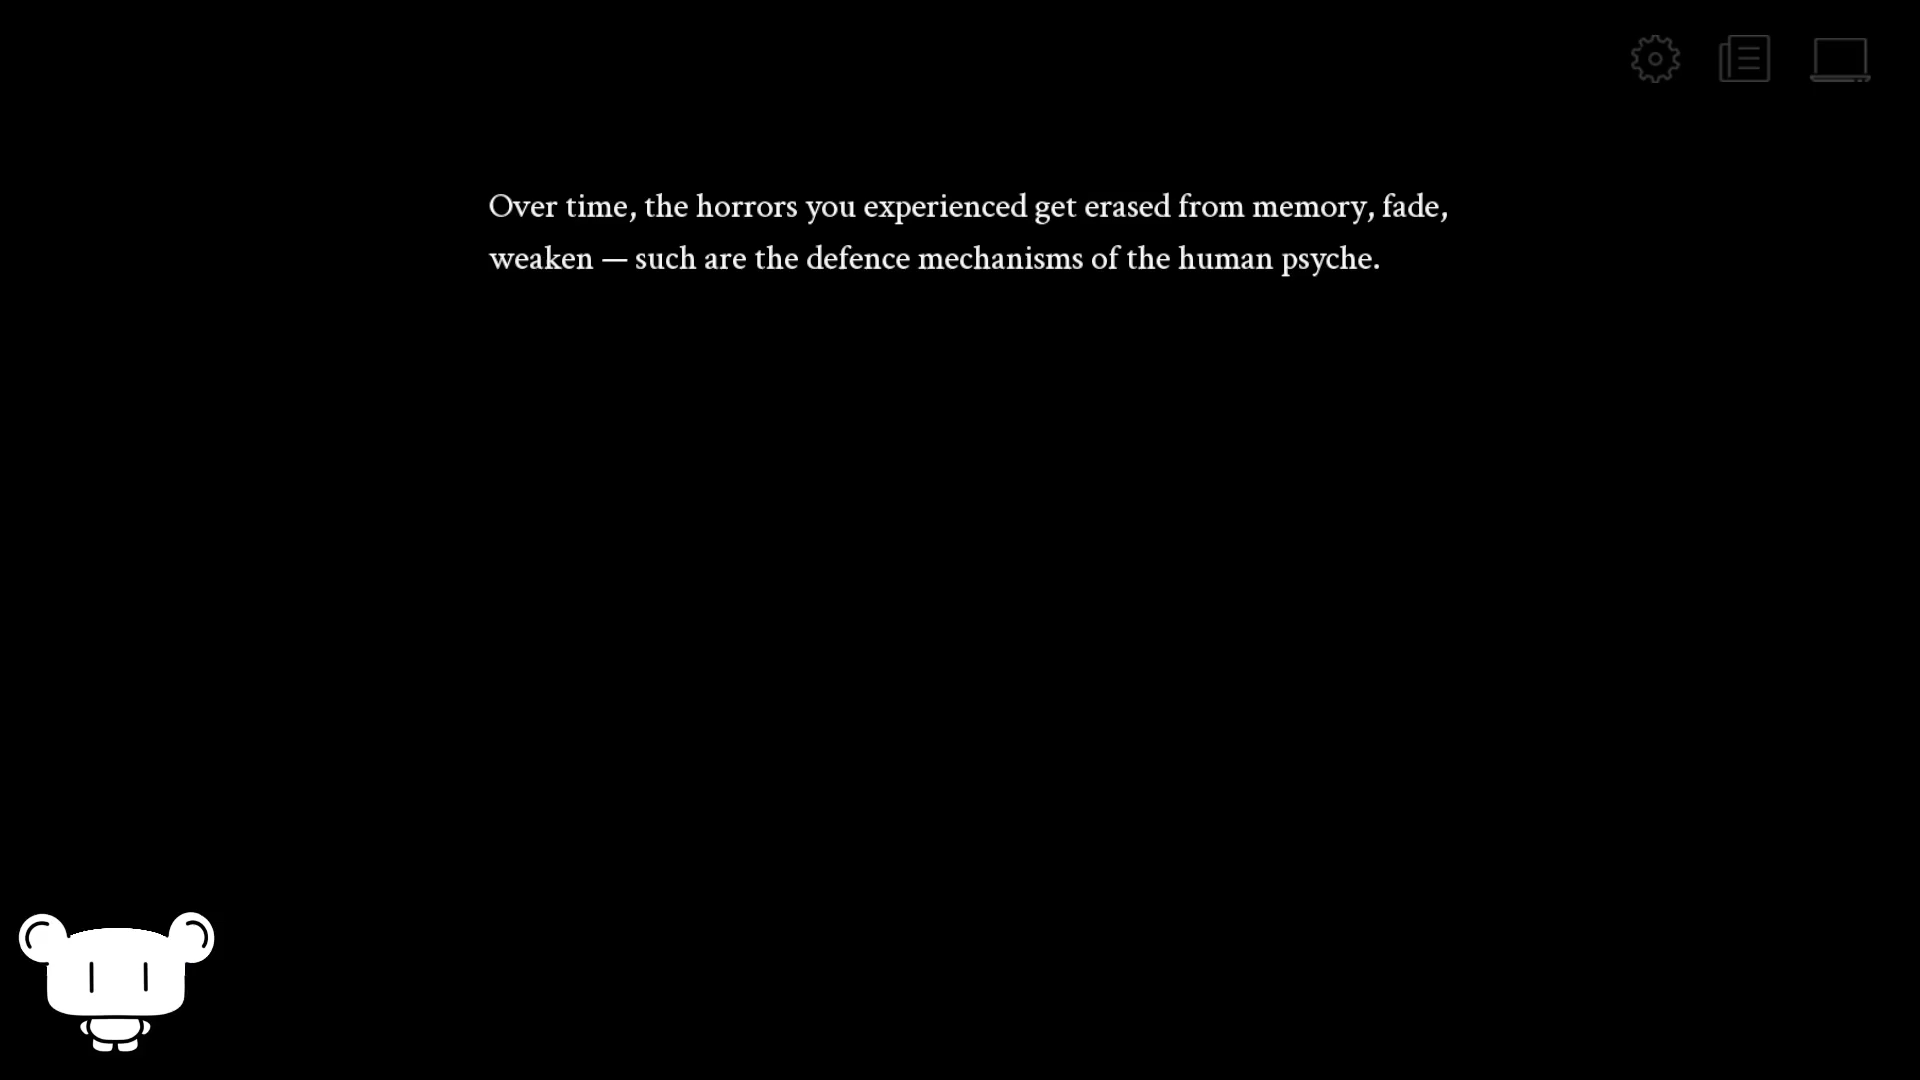 Over time, the horrors you experienced get erased from memory, fade,
weaken — such are the defence mechanisms of the human psyche.